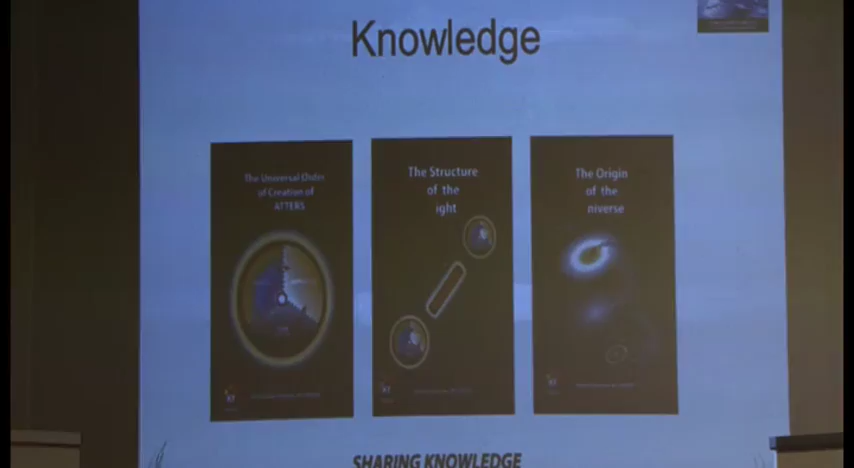 Knowledge
The Universal Order
of Creation of
ATTERS
The Structure
of the
ight
The Origin
of the
niverse
SHARING KNOWLEDGE